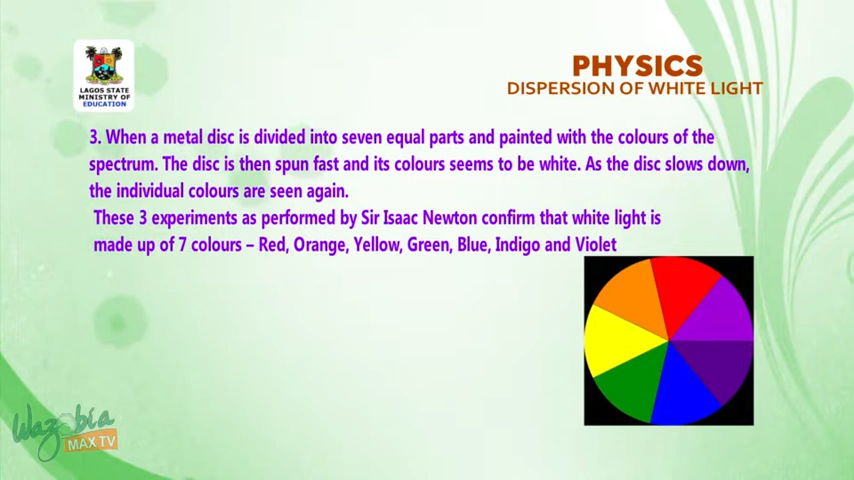 LAGOS STATE
MINISTRY OF
EDUCATION
PHYSICS
DISPERSION OF WHITE LIGHT
3. When a metal disc is divided into seven equal parts and painted with the colours of the
spectrum. The disc is then spun fast and its colours seems to be white. As the disc slows down,
the individual colours are seen again.
These 3 experiments as performed by Sir Isaac Newton confirm that white light is
made up of 7 colours – Red, Orange, Yellow, Green, Blue, Indigo and Violet
Wazobia
MAX TV